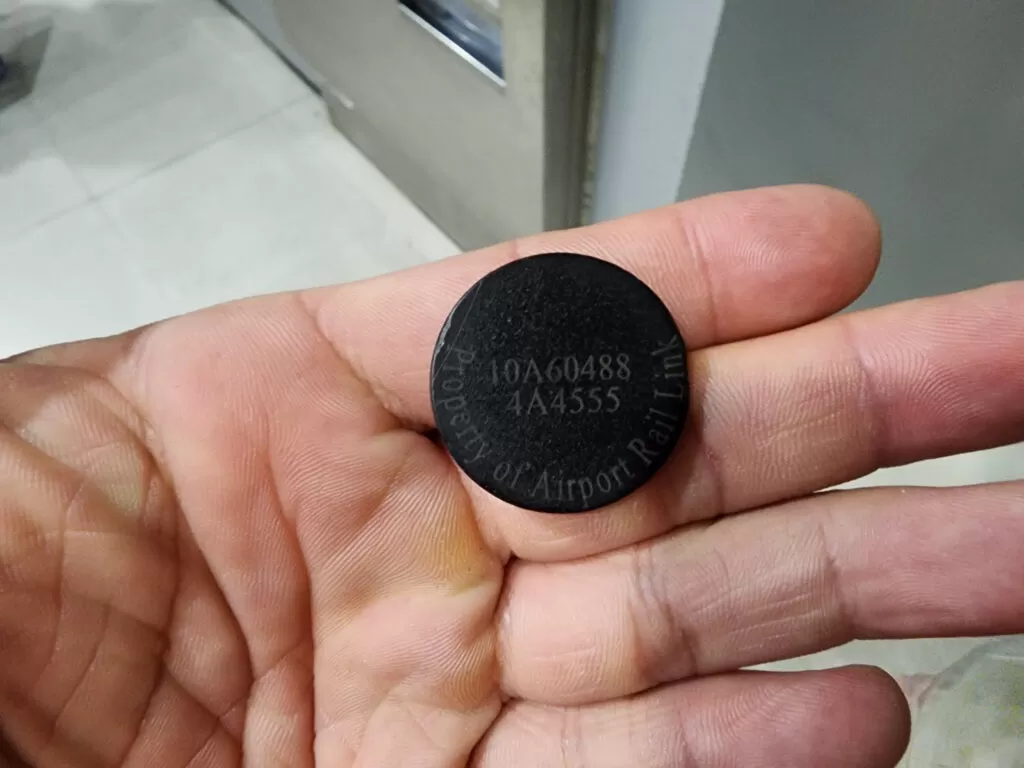 10A60488
4A4555
Property of Airport Rail Link